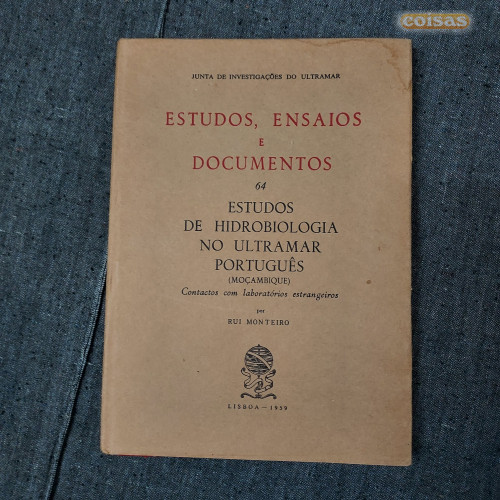 coisas
JUNTA DE INVESTIGAÇÕES DO ULTRAMAR
ESTUDOS, ENSAIOS
E
DOCUMENTOS
64
ESTUDOS
DE HIDROBIOLOGIA
NO ULTRAMAR
PORTUGUÊS
(MOÇAMBIQUE)
Contactos com laboratórios estrangeiros
por
RUI MONTEIRO
LISBOA — 1959